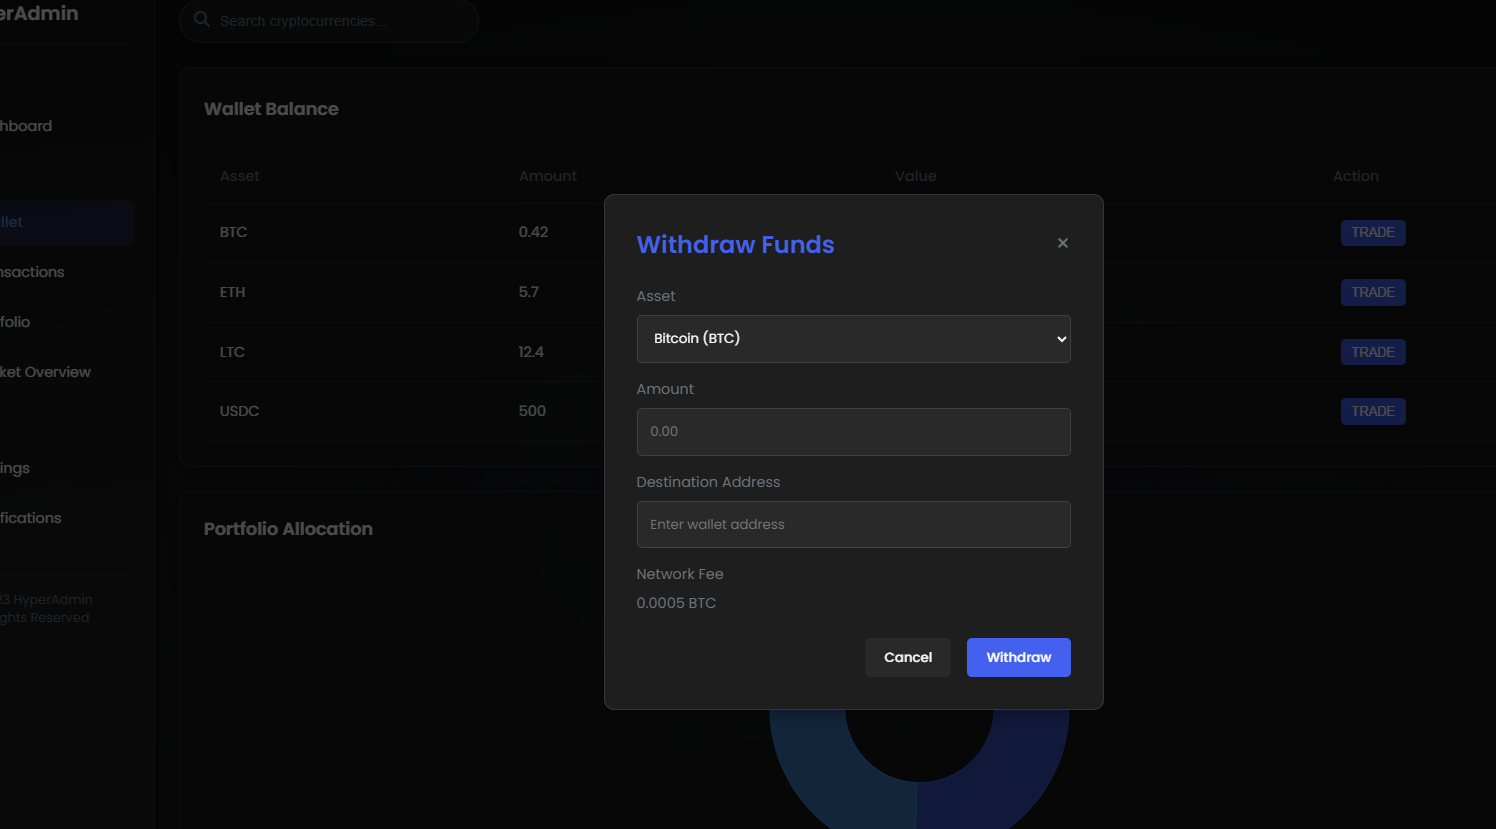 erAdmin
Search cryptocurrencies...
hboard
llet
nsactions
folio
ket Overview
ings
fications
23 HyperAdmin
ghts Reserved
Wallet Balance
Asset Amount Value Action
BTC 0.42 TRADE
ETH 5.7 TRADE
LTC 12.4 TRADE
USDC 500 TRADE
Portfolio Allocation
Withdraw Funds ×
Asset
Bitcoin (BTC)
Amount
0.00
Destination Address
Enter wallet address
Network Fee
0.0005 BTC
Cancel Withdraw